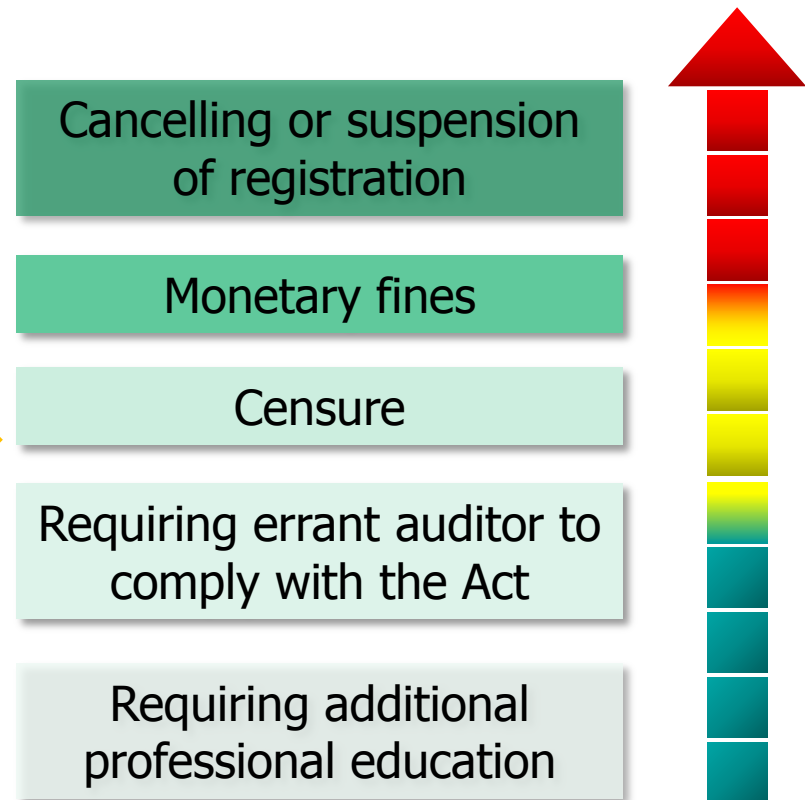 Cancelling or suspension
of registration
Monetary fines
Censure
Requiring errant auditor to
comply with the Act
Requiring additional
professional education